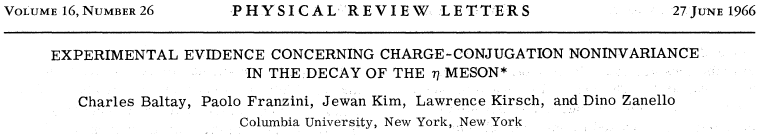 VOLUME 16, NUMBER 26 PHYSICAL REVIEW LETTERS 27 JUNE 1966
EXPERIMENTAL EVIDENCE CONCERNING CHARGE-CONJUGATION NONINVARIANCE
IN THE DECAY OF THE η MESON*
Charles Baltay, Paolo Franzini, Jewan Kim, Lawrence Kirsch, and Dino Zanello
Columbia University, New York, New York